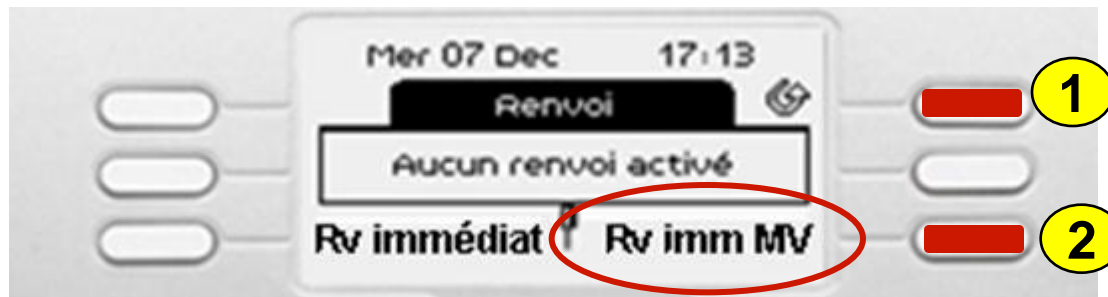 Mer 07 Dec 17:13
1
Renvoi
Aucun renvoi activé
Rv immédiat Rv imm MV
2